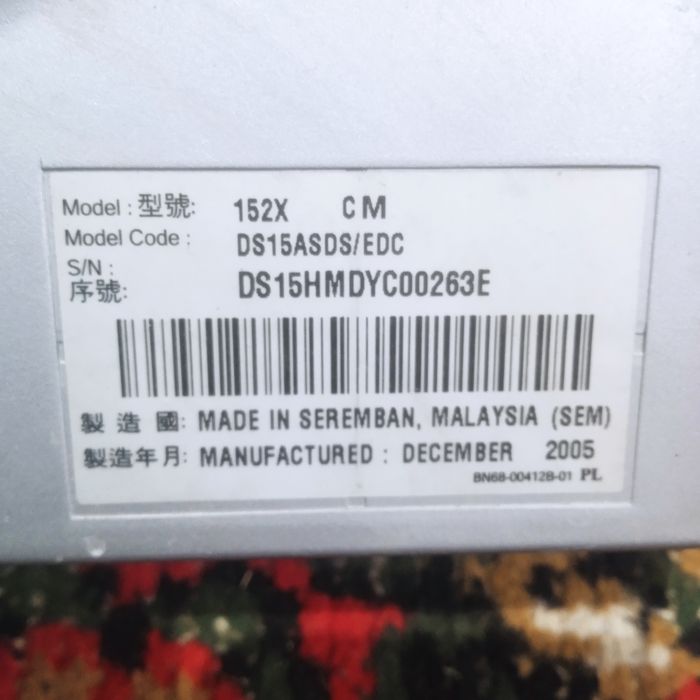 Model : 型號: 152X CM
Model Code : DS15ASDS/EDC
S/N :
序號: DS15HMDYC00263E
製 造 國: MADE IN SEREMBAN, MALAYSIA (SEM)
製造年月: MANUFACTURED : DECEMBER 2005
BN68-00412B-01 PL